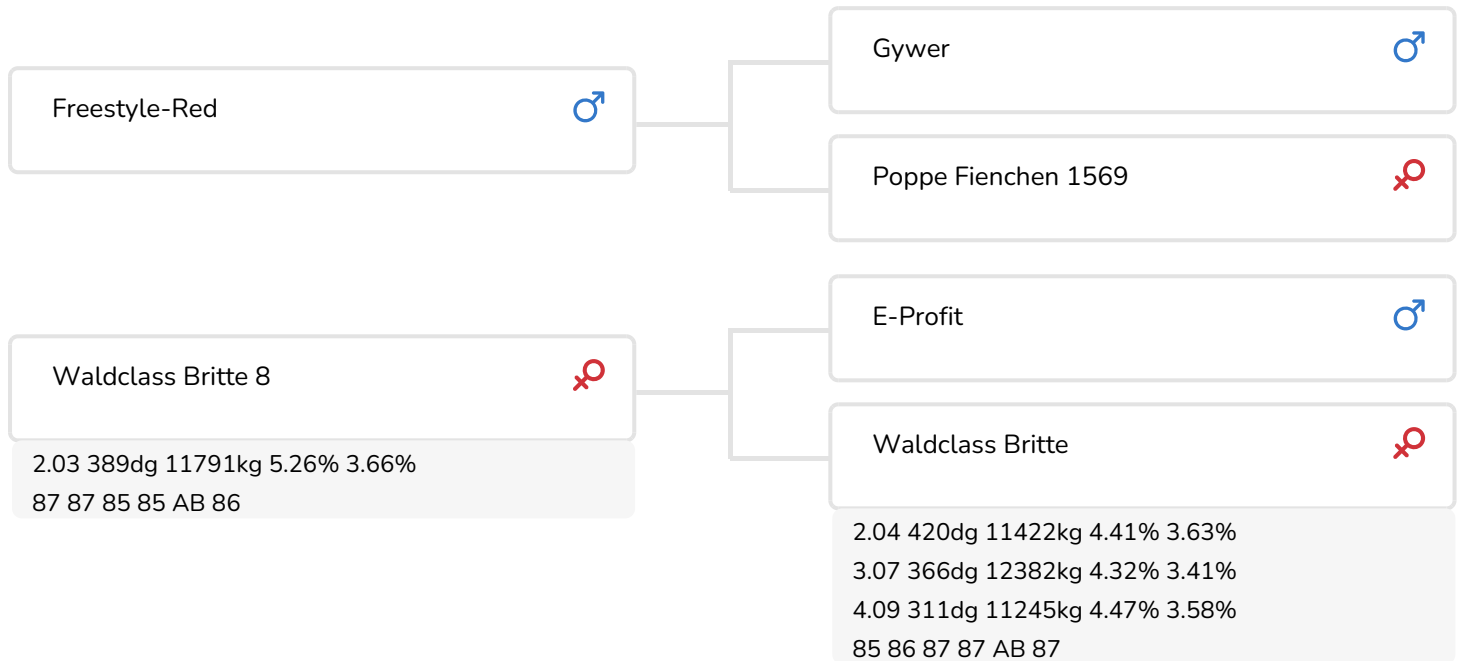 Freestyle-Red
Gywer
Poppe Fienchen 1569
Waldclass Britte 8
2.03 389dg 11791kg 5.26% 3.66%
87 87 85 85 AB 86
E-Profit
Waldclass Britte
2.04 420dg 11422kg 4.41% 3.63%
3.07 366dg 12382kg 4.32% 3.41%
4.09 311dg 11245kg 4.47% 3.58%
85 86 87 87 AB 87